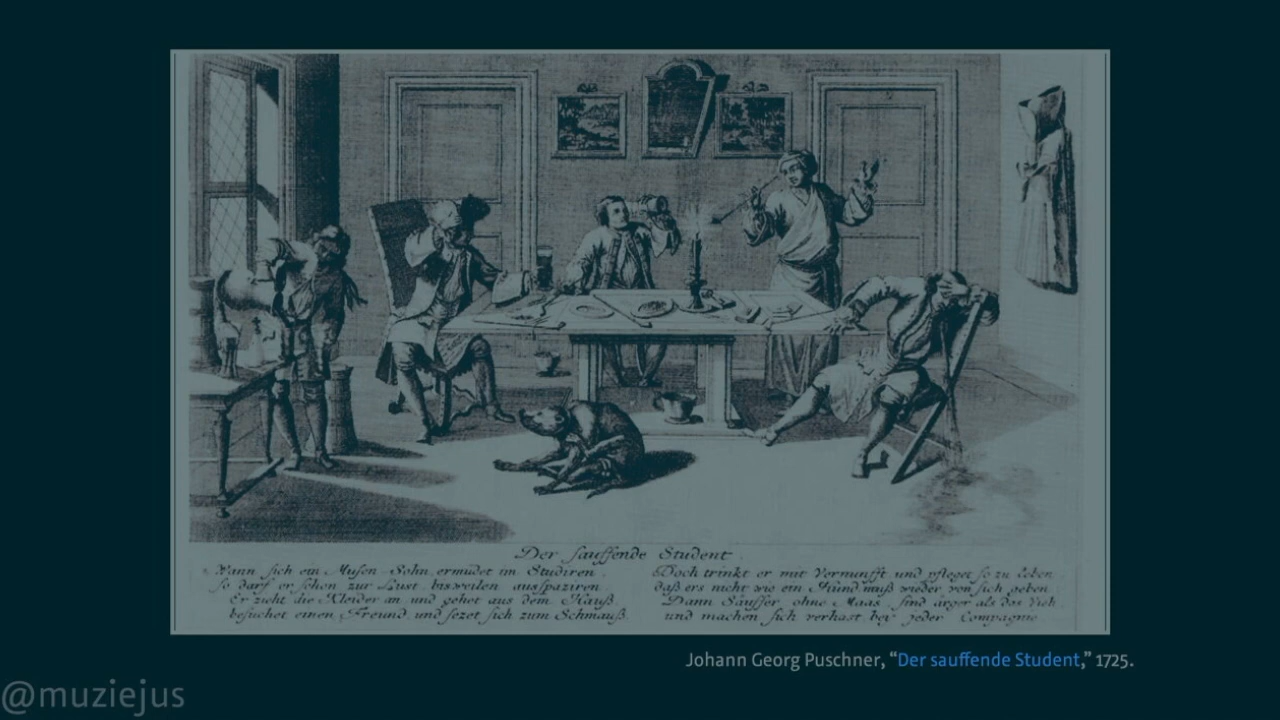 Der sauffende Student
Wann sich ein Musen-Sohn ermüdet im Studiren
so darf er schon zur Lust bisweilen ausspaziren
Er zieht die Kleider an und gehet aus dem Hauß
besuchet einen Freund, und sezet sich zum Schmauß.
Doch trinkt er mit Vernunfft und pfleget so zu leben
daß ers nicht wie ein Hund muß wieder von sich geben
Dann Säuffer ohne Maas sind ärger als das Vieh
und machen sich verhast bey jeder Compagnie
Johann Georg Puschner, “Der sauffende Student,” 1725.
@muziejus